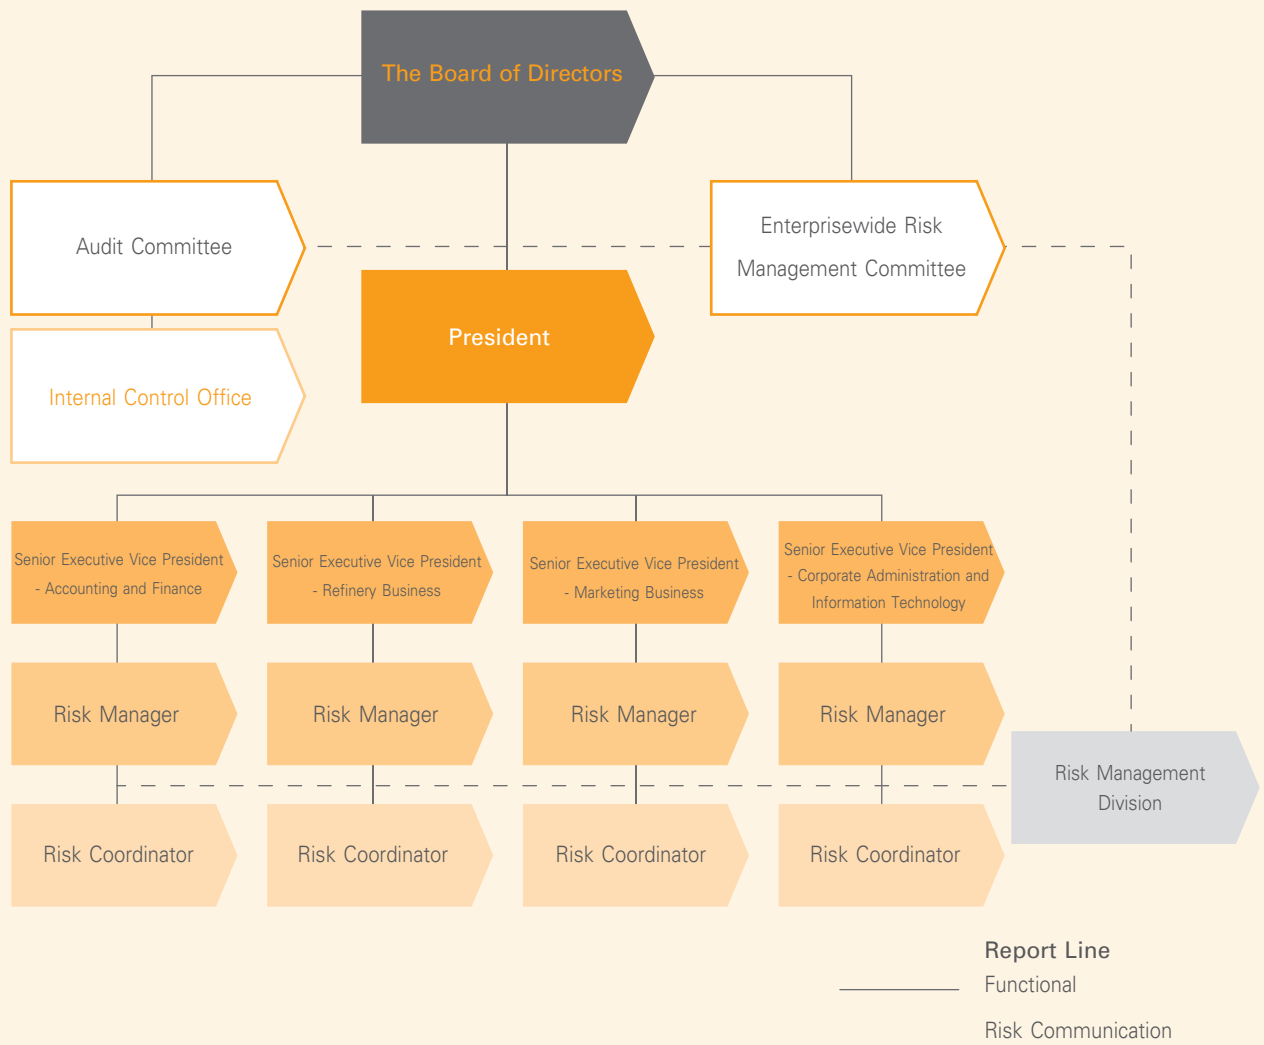 The Board of Directors
Audit Committee
Enterprisewide Risk
Management Committee
President
Internal Control Office
Senior Executive Vice President
- Accounting and Finance
Senior Executive Vice President
- Refinery Business
Senior Executive Vice President
- Marketing Business
Senior Executive Vice President
- Corporate Administration and
Information Technology
Risk Manager
Risk Manager
Risk Manager
Risk Manager
Risk Management
Division
Risk Coordinator
Risk Coordinator
Risk Coordinator
Risk Coordinator
Report Line
Functional
Risk Communication